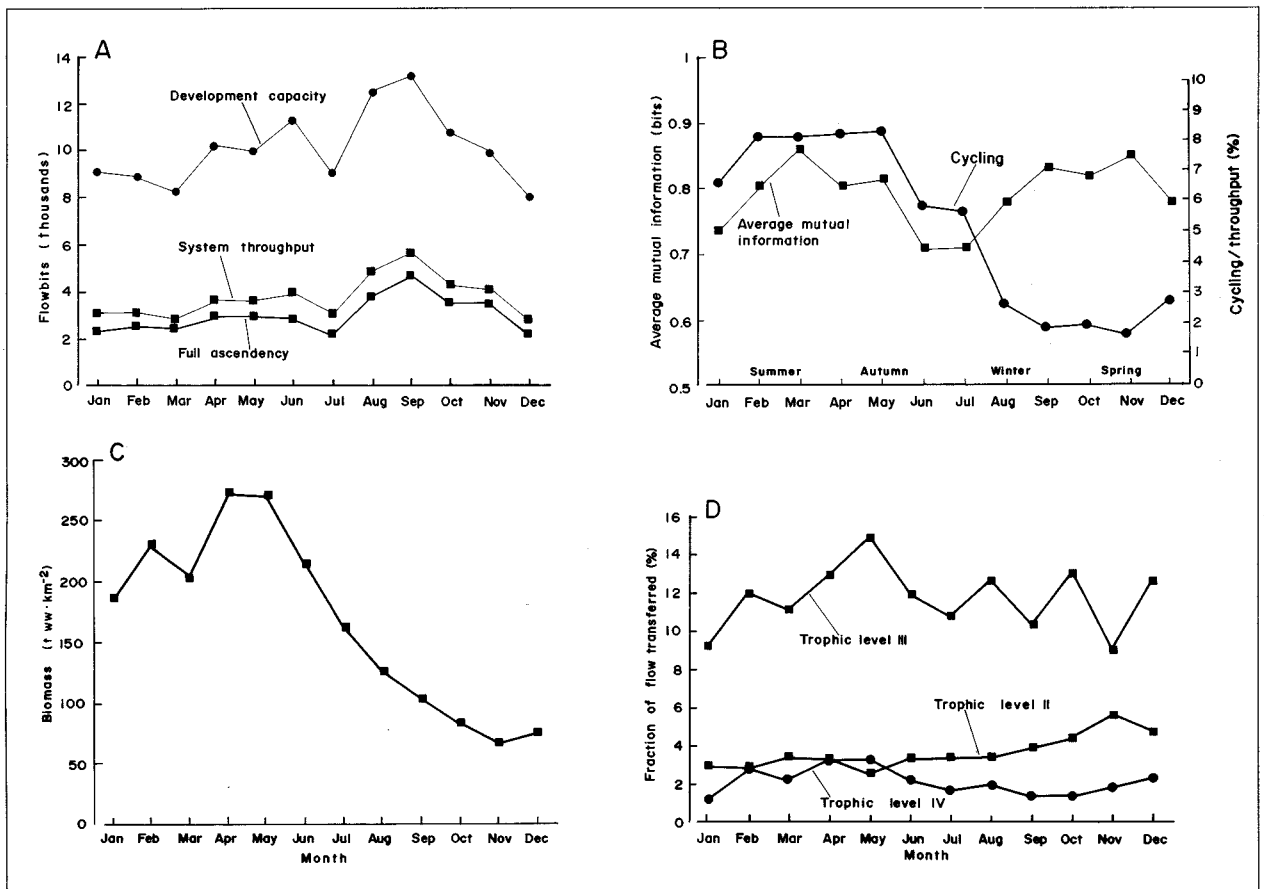 A
Flowbits (thousands)
14
12
10
8
6
4
2
0
Development capacity
System throughput
Full ascendency
Jan Feb Mar Apr May Jun Jul Aug Sep Oct Nov Dec
B
Average mutual information (bits)
1
0.9
0.8
0.7
0.6
0.5
Cycling
Average mutual
information
Summer Autumn Winter Spring
Cycling/throughput (%)
10
9
8
7
6
5
4
3
2
1
0
Jan Feb Mar Apr May Jun Jul Aug Sep Oct Nov Dec
C
Biomass (t ww·km-2)
300
250
200
150
100
50
0
Jan Feb Mar Apr May Jun Jul Aug Sep Oct Nov Dec
Month
D
Fraction of flow transferred (%)
16
14
12
10
8
6
4
2
0
Trophic level III
Trophic level II
Trophic level IV
Jan Feb Mar Apr May Jun Jul Aug Sep Oct Nov Dec
Month